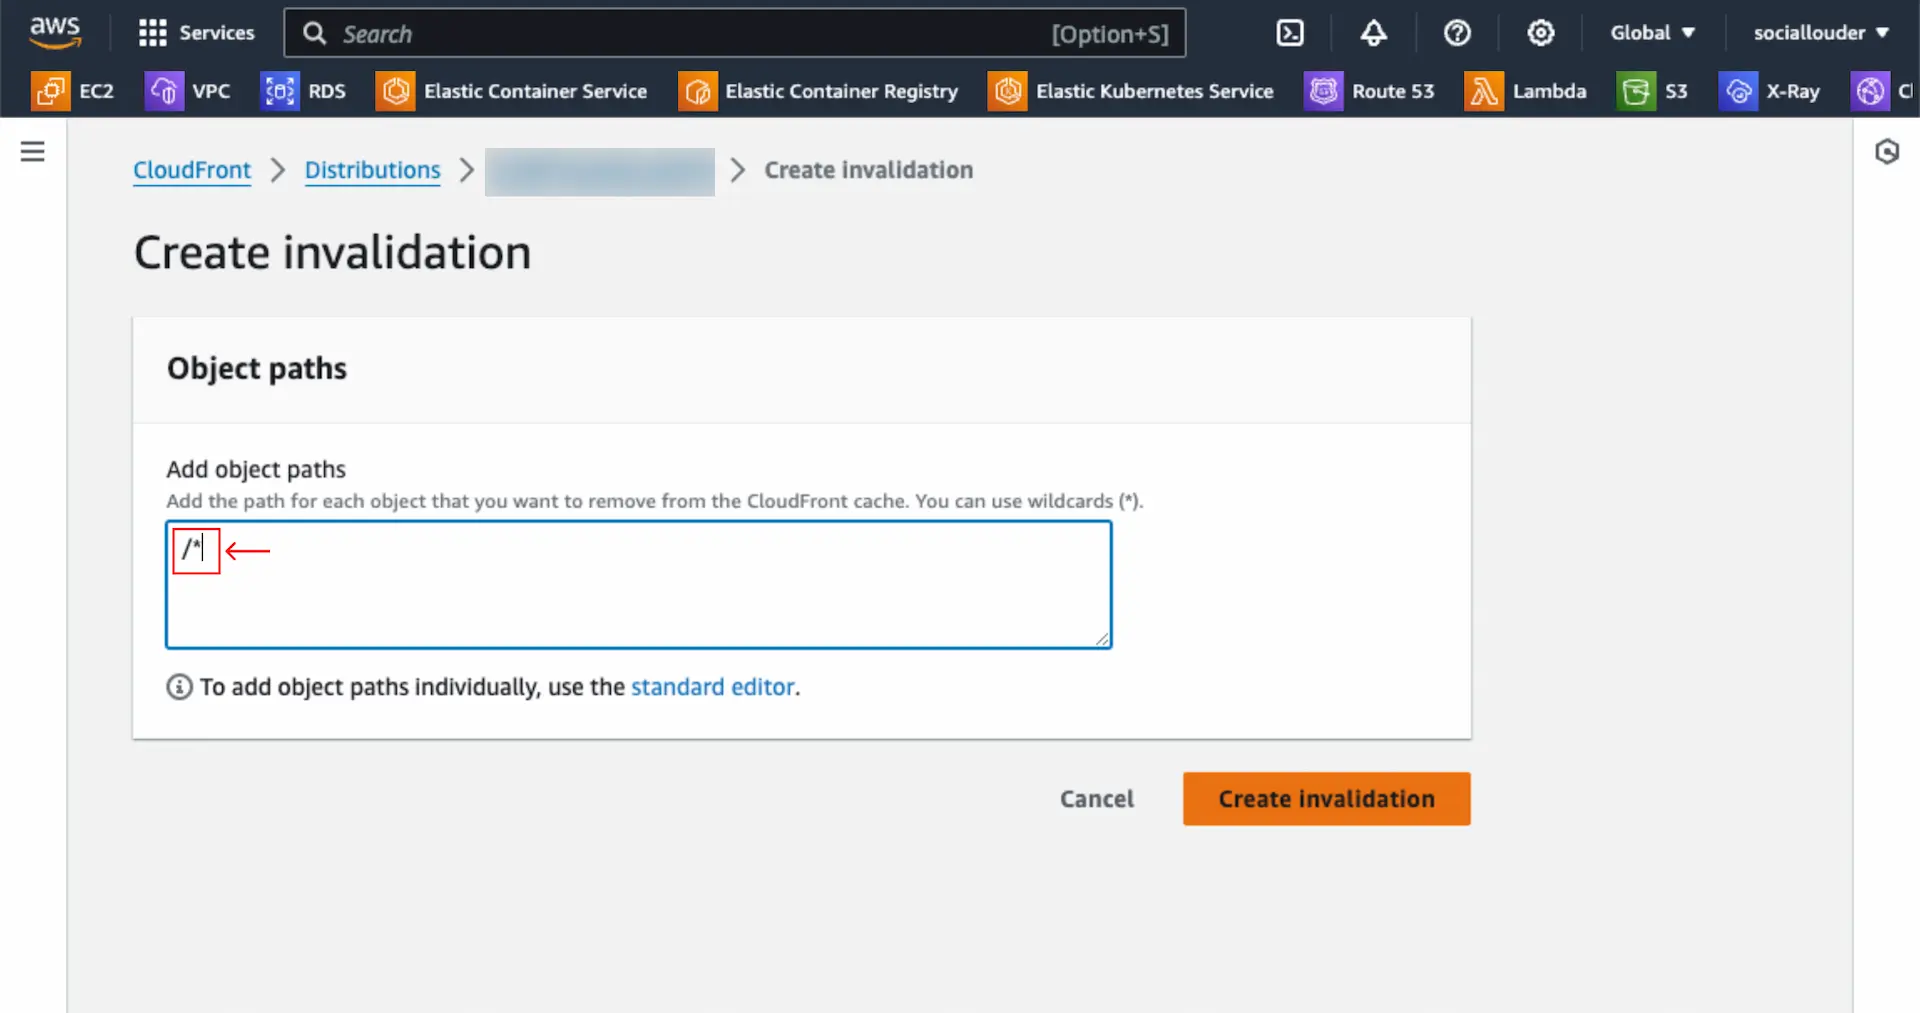 aws Services Search [Option+S] Global sociallouder
EC2 VPC RDS Elastic Container Service Elastic Container Registry Elastic Kubernetes Service Route 53 Lambda S3 X-Ray
CloudFront Distributions Create invalidation
Create invalidation
Object paths
Add object paths
Add the path for each object that you want to remove from the CloudFront cache. You can use wildcards (*).
/*
To add object paths individually, use the standard editor.
Cancel Create invalidation